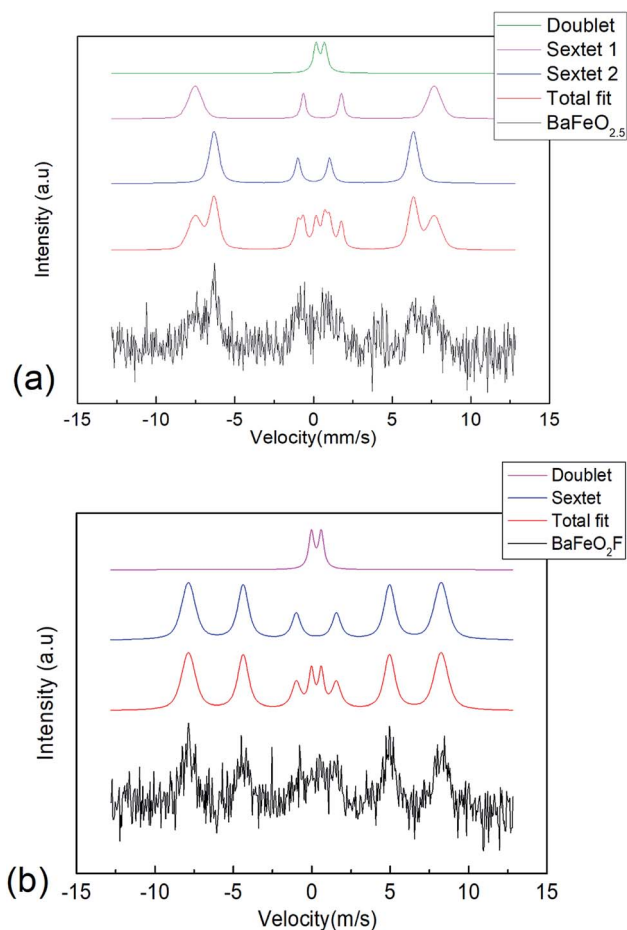 Doublet
Sextet 1
Sextet 2
Total fit
BaFeO2.5
Intensity (a.u)
(a)
-15 -10 -5 0 5 10 15
Velocity(mm/s)
Doublet
Sextet
Total fit
BaFeO2F
Intensity (a.u)
(b)
-15 -10 -5 0 5 10 15
Velocity(m/s)